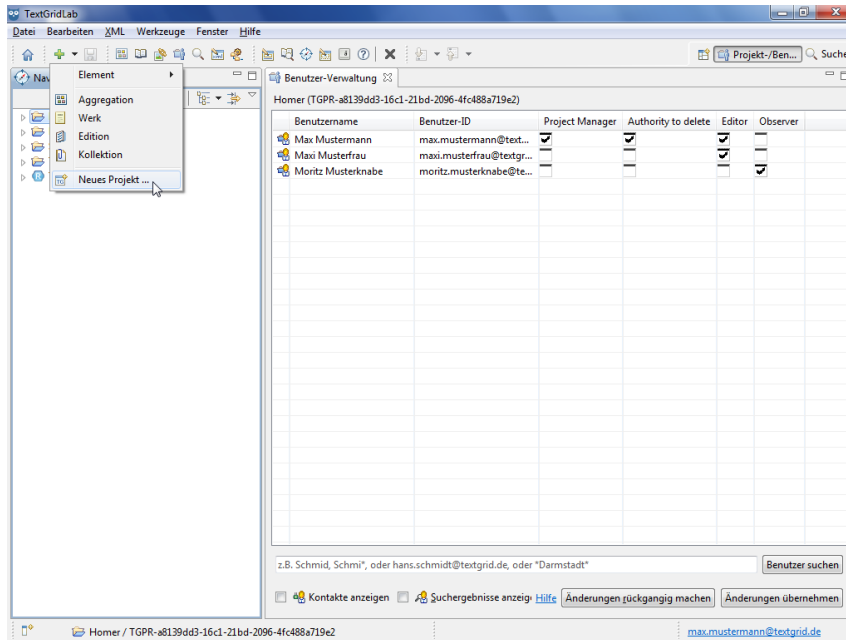 TextGridLab
Datei Bearbeiten XML Werkzeuge Fenster Hilfe
Projekt-/Ben... Suche
Nav
Element
Aggregation
Werk
Edition
Kollektion
Neues Projekt ...
Benutzer-Verwaltung
Homer (TGPR-a8139dd3-16c1-21bd-2096-4fc488a719e2)
Benutzername Benutzer-ID Project Manager Authority to delete Editor Observer
Max Mustermann max.mustermann@text...
Maxi Musterfrau maxi.musterfrau@textgr...
Moritz Musterknabe moritz.musterknabe@te...
z.B. Schmid, Schmi*, oder hans.schmidt@textgrid.de, oder "Darmstadt"
Benutzer suchen
Kontakte anzeigen Suchergebnisse anzeig Hilfe Änderungen rückgangig machen Änderungen übernehmen
Homer / TGPR-a8139dd3-16c1-21bd-2096-4fc488a719e2 max.mustermann@textgrid.de